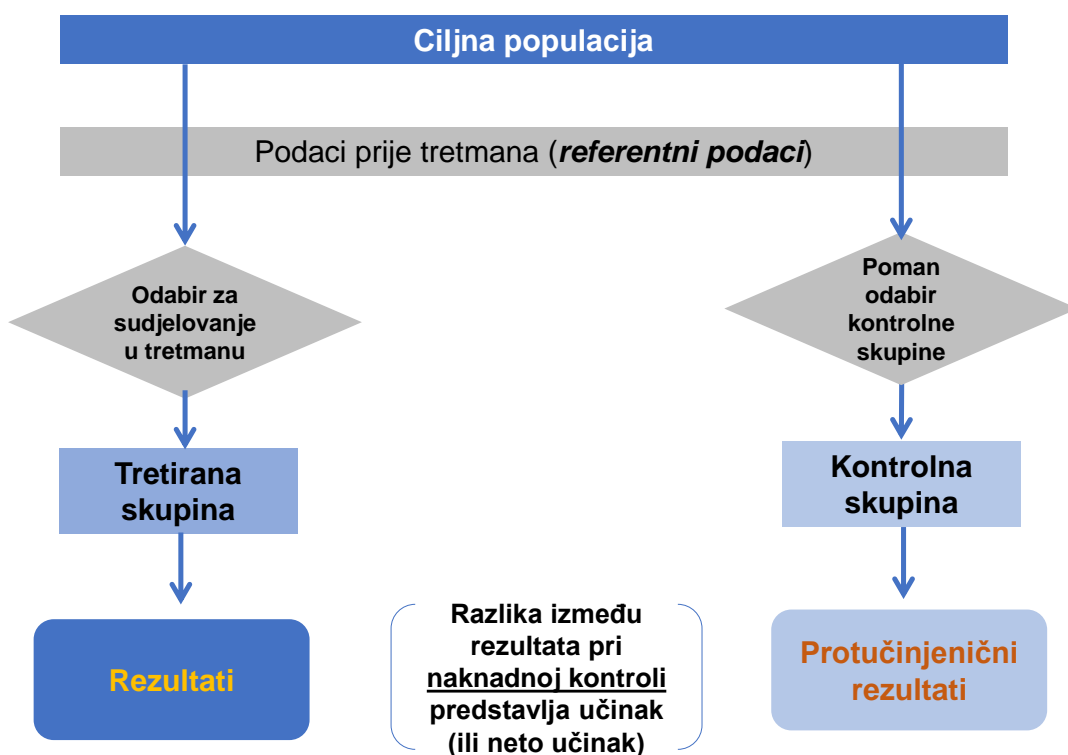 Ciljna populacija
Podaci prije tretmana (referentni podaci)
Odabir za
sudjelovanje
u tretmanu
Poman
odabir
kontrolne
skupine
Tretirana
skupina
Kontrolna
skupina
Rezultati
Razlika između
rezultata pri
naknadnoj kontroli
predstavlja učinak
(ili neto učinak)
Protučinjenični
rezultati